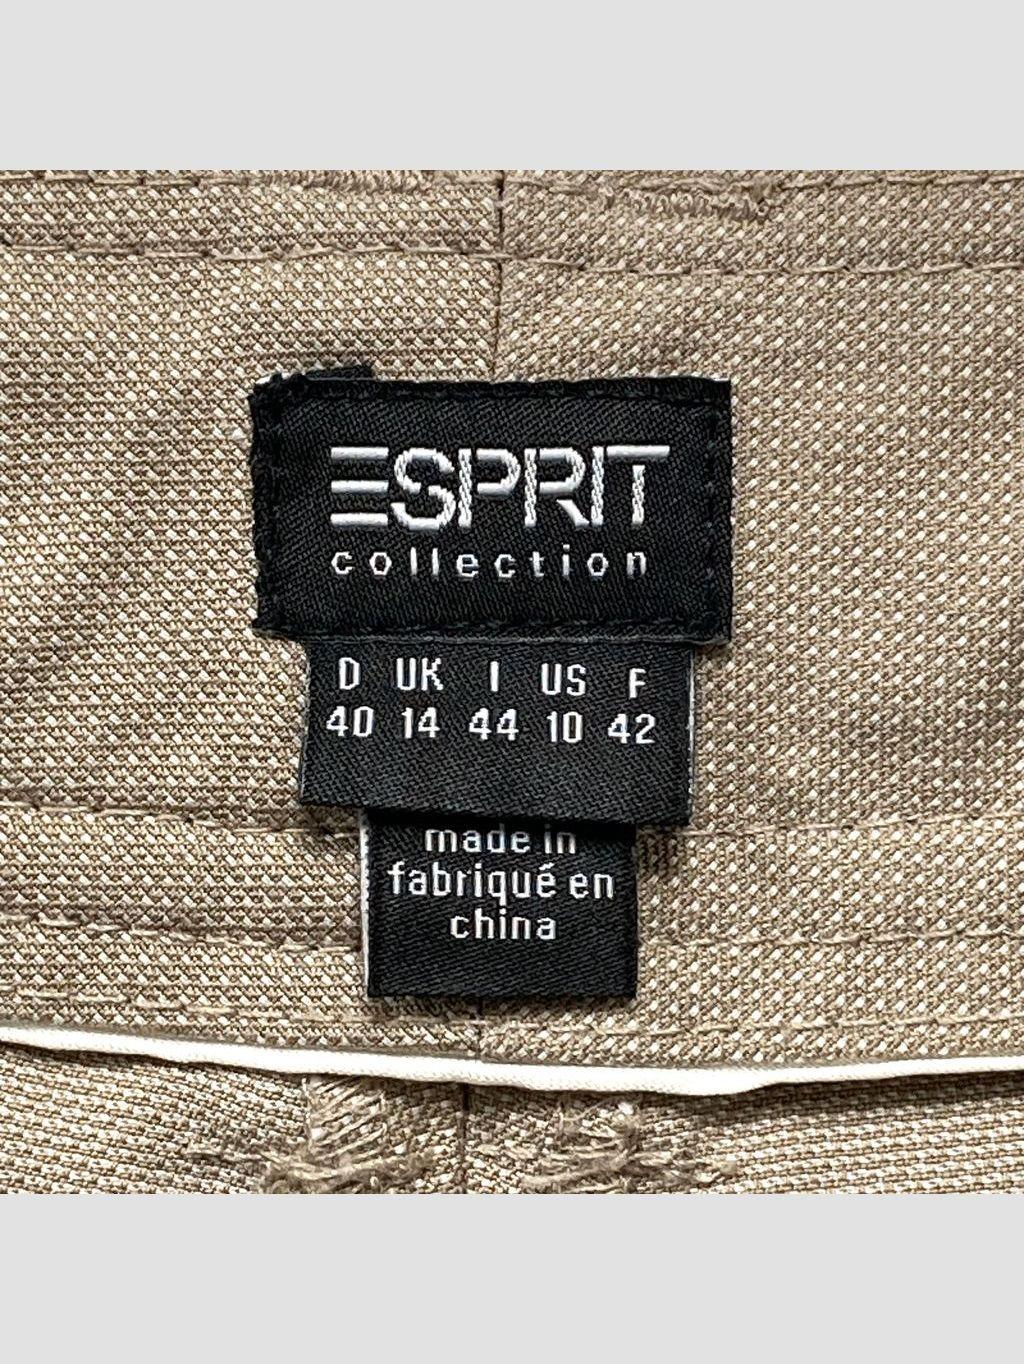 ESPRIT
collection
D UK I US F
40 14 44 10 42
made in
fabriqué en
china